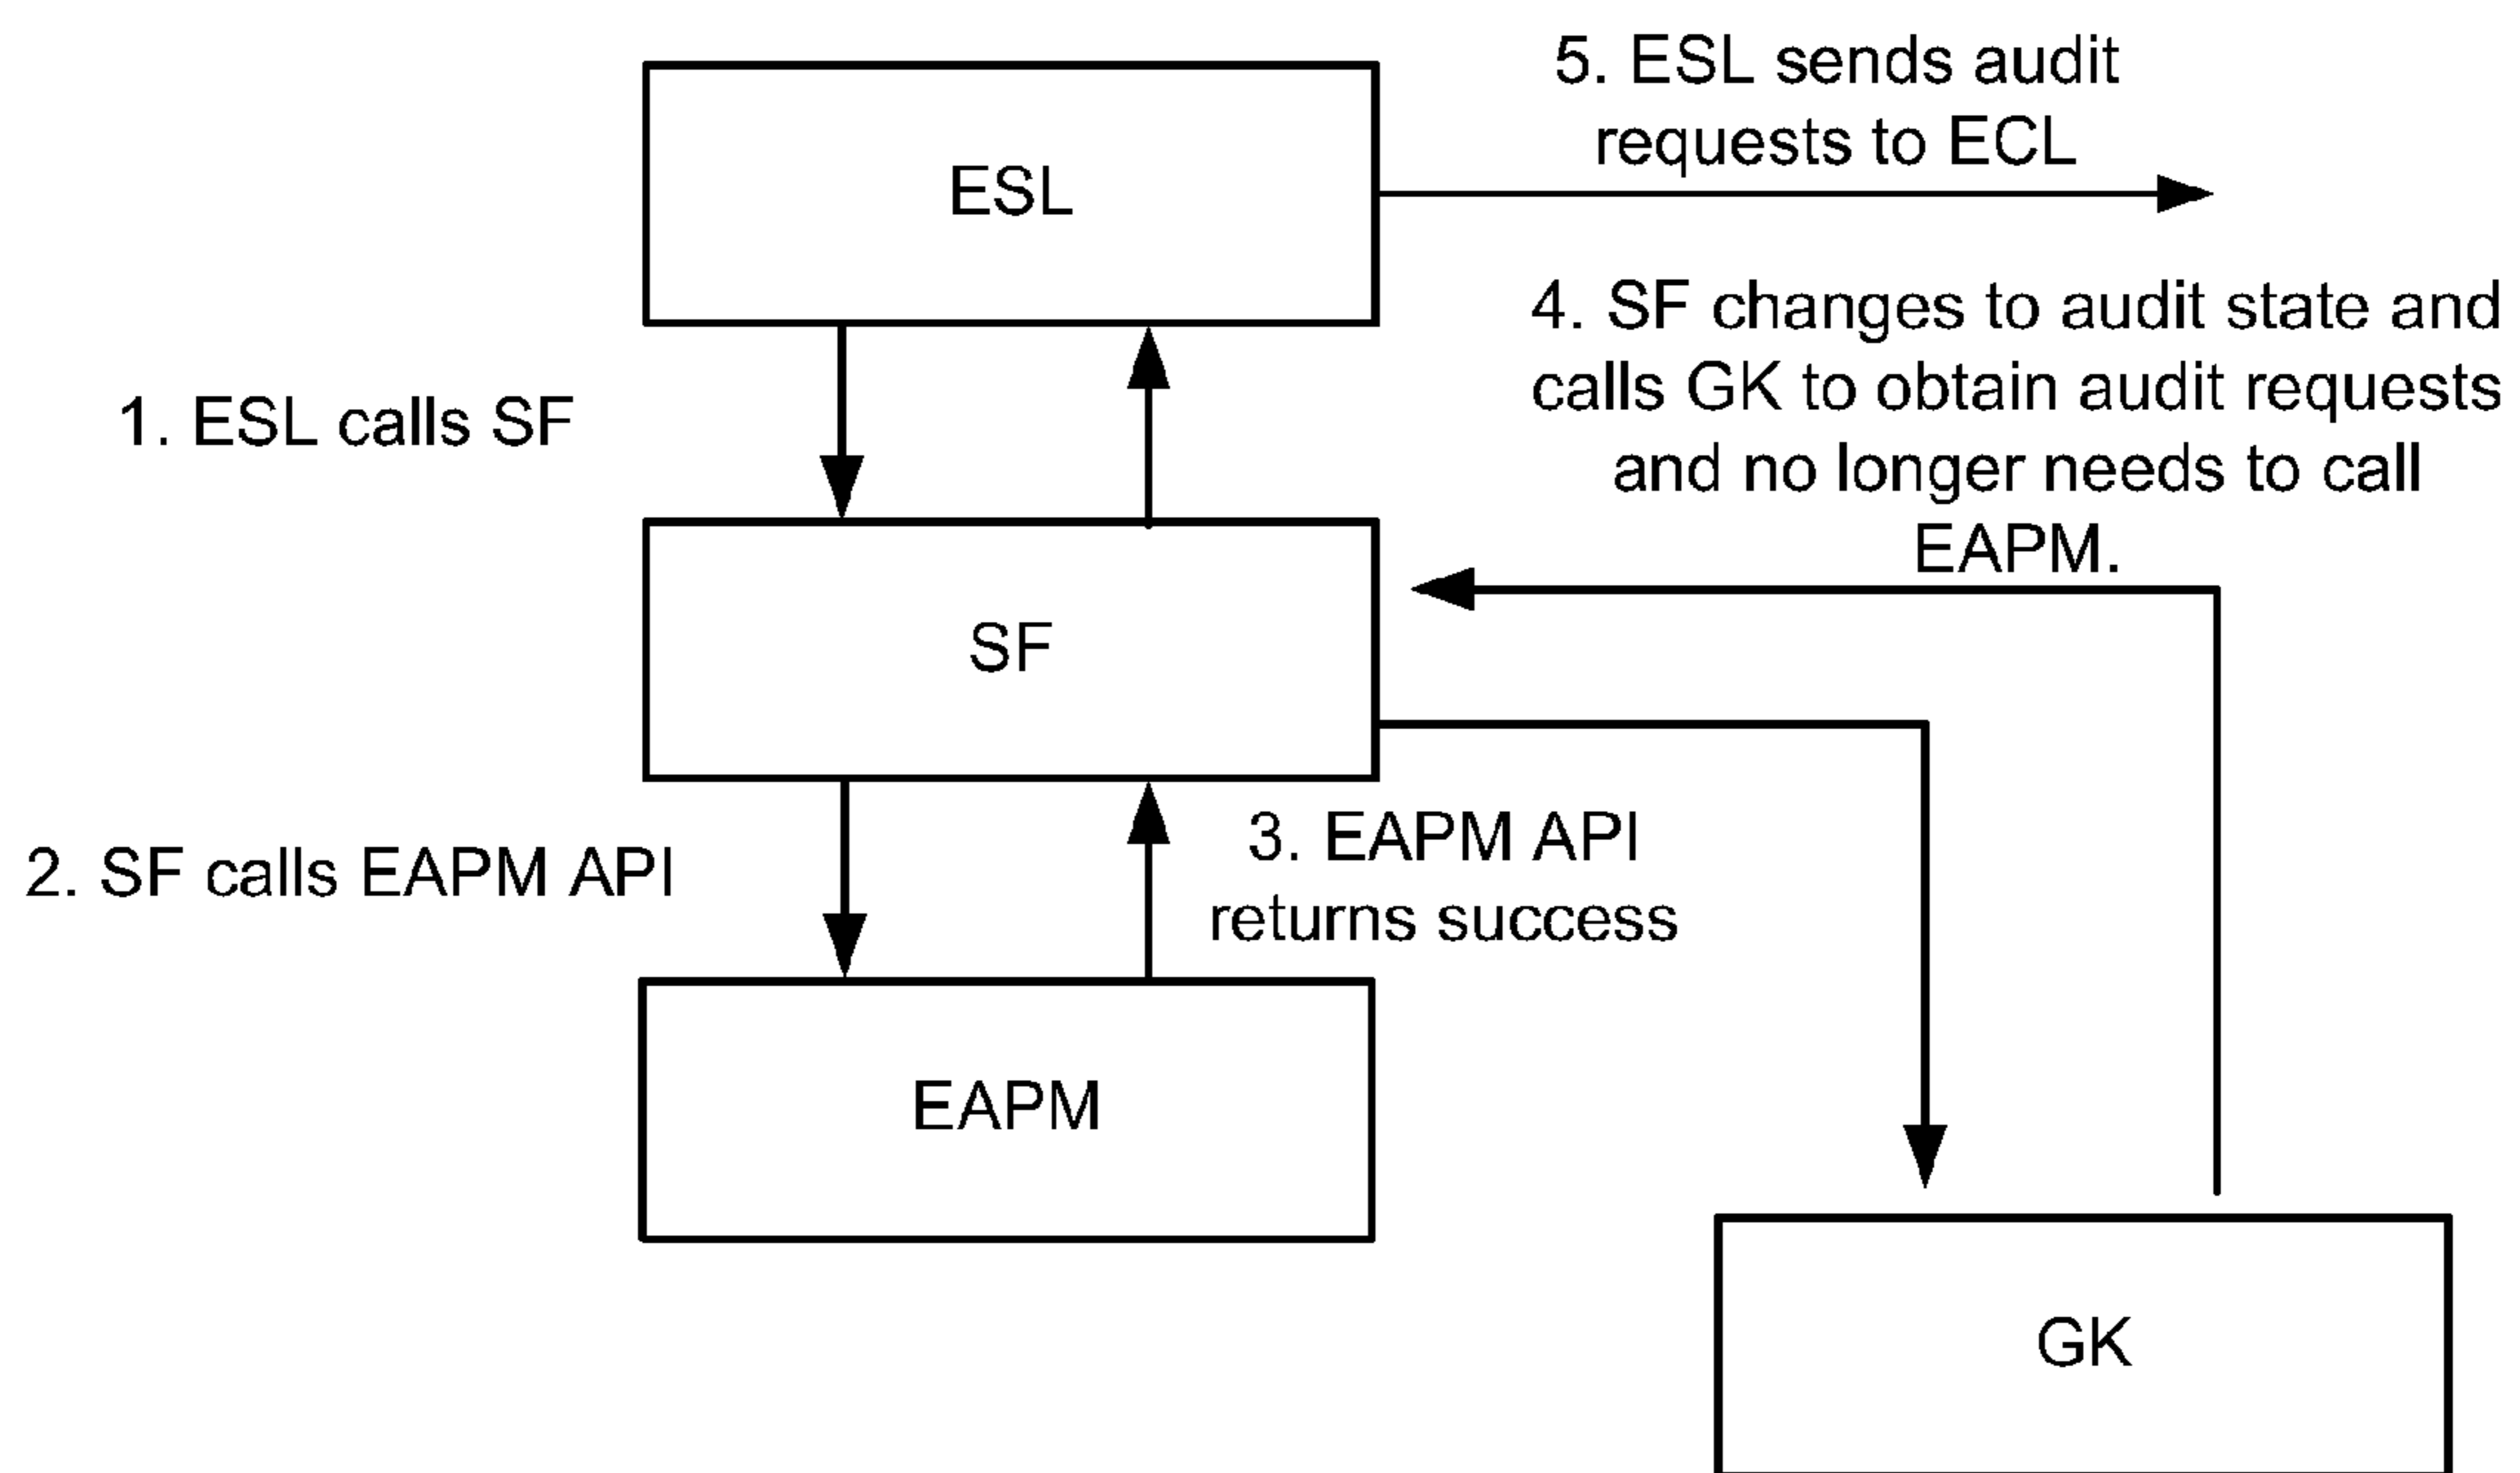 5. ESL sends audit
requests to ECL
ESL
4. SF changes to audit state and
calls GK to obtain audit requests
and no longer needs to call
EAPM.
1. ESL calls SF
SF
2. SF calls EAPM API
3. EAPM API
returns success
EAPM
GK